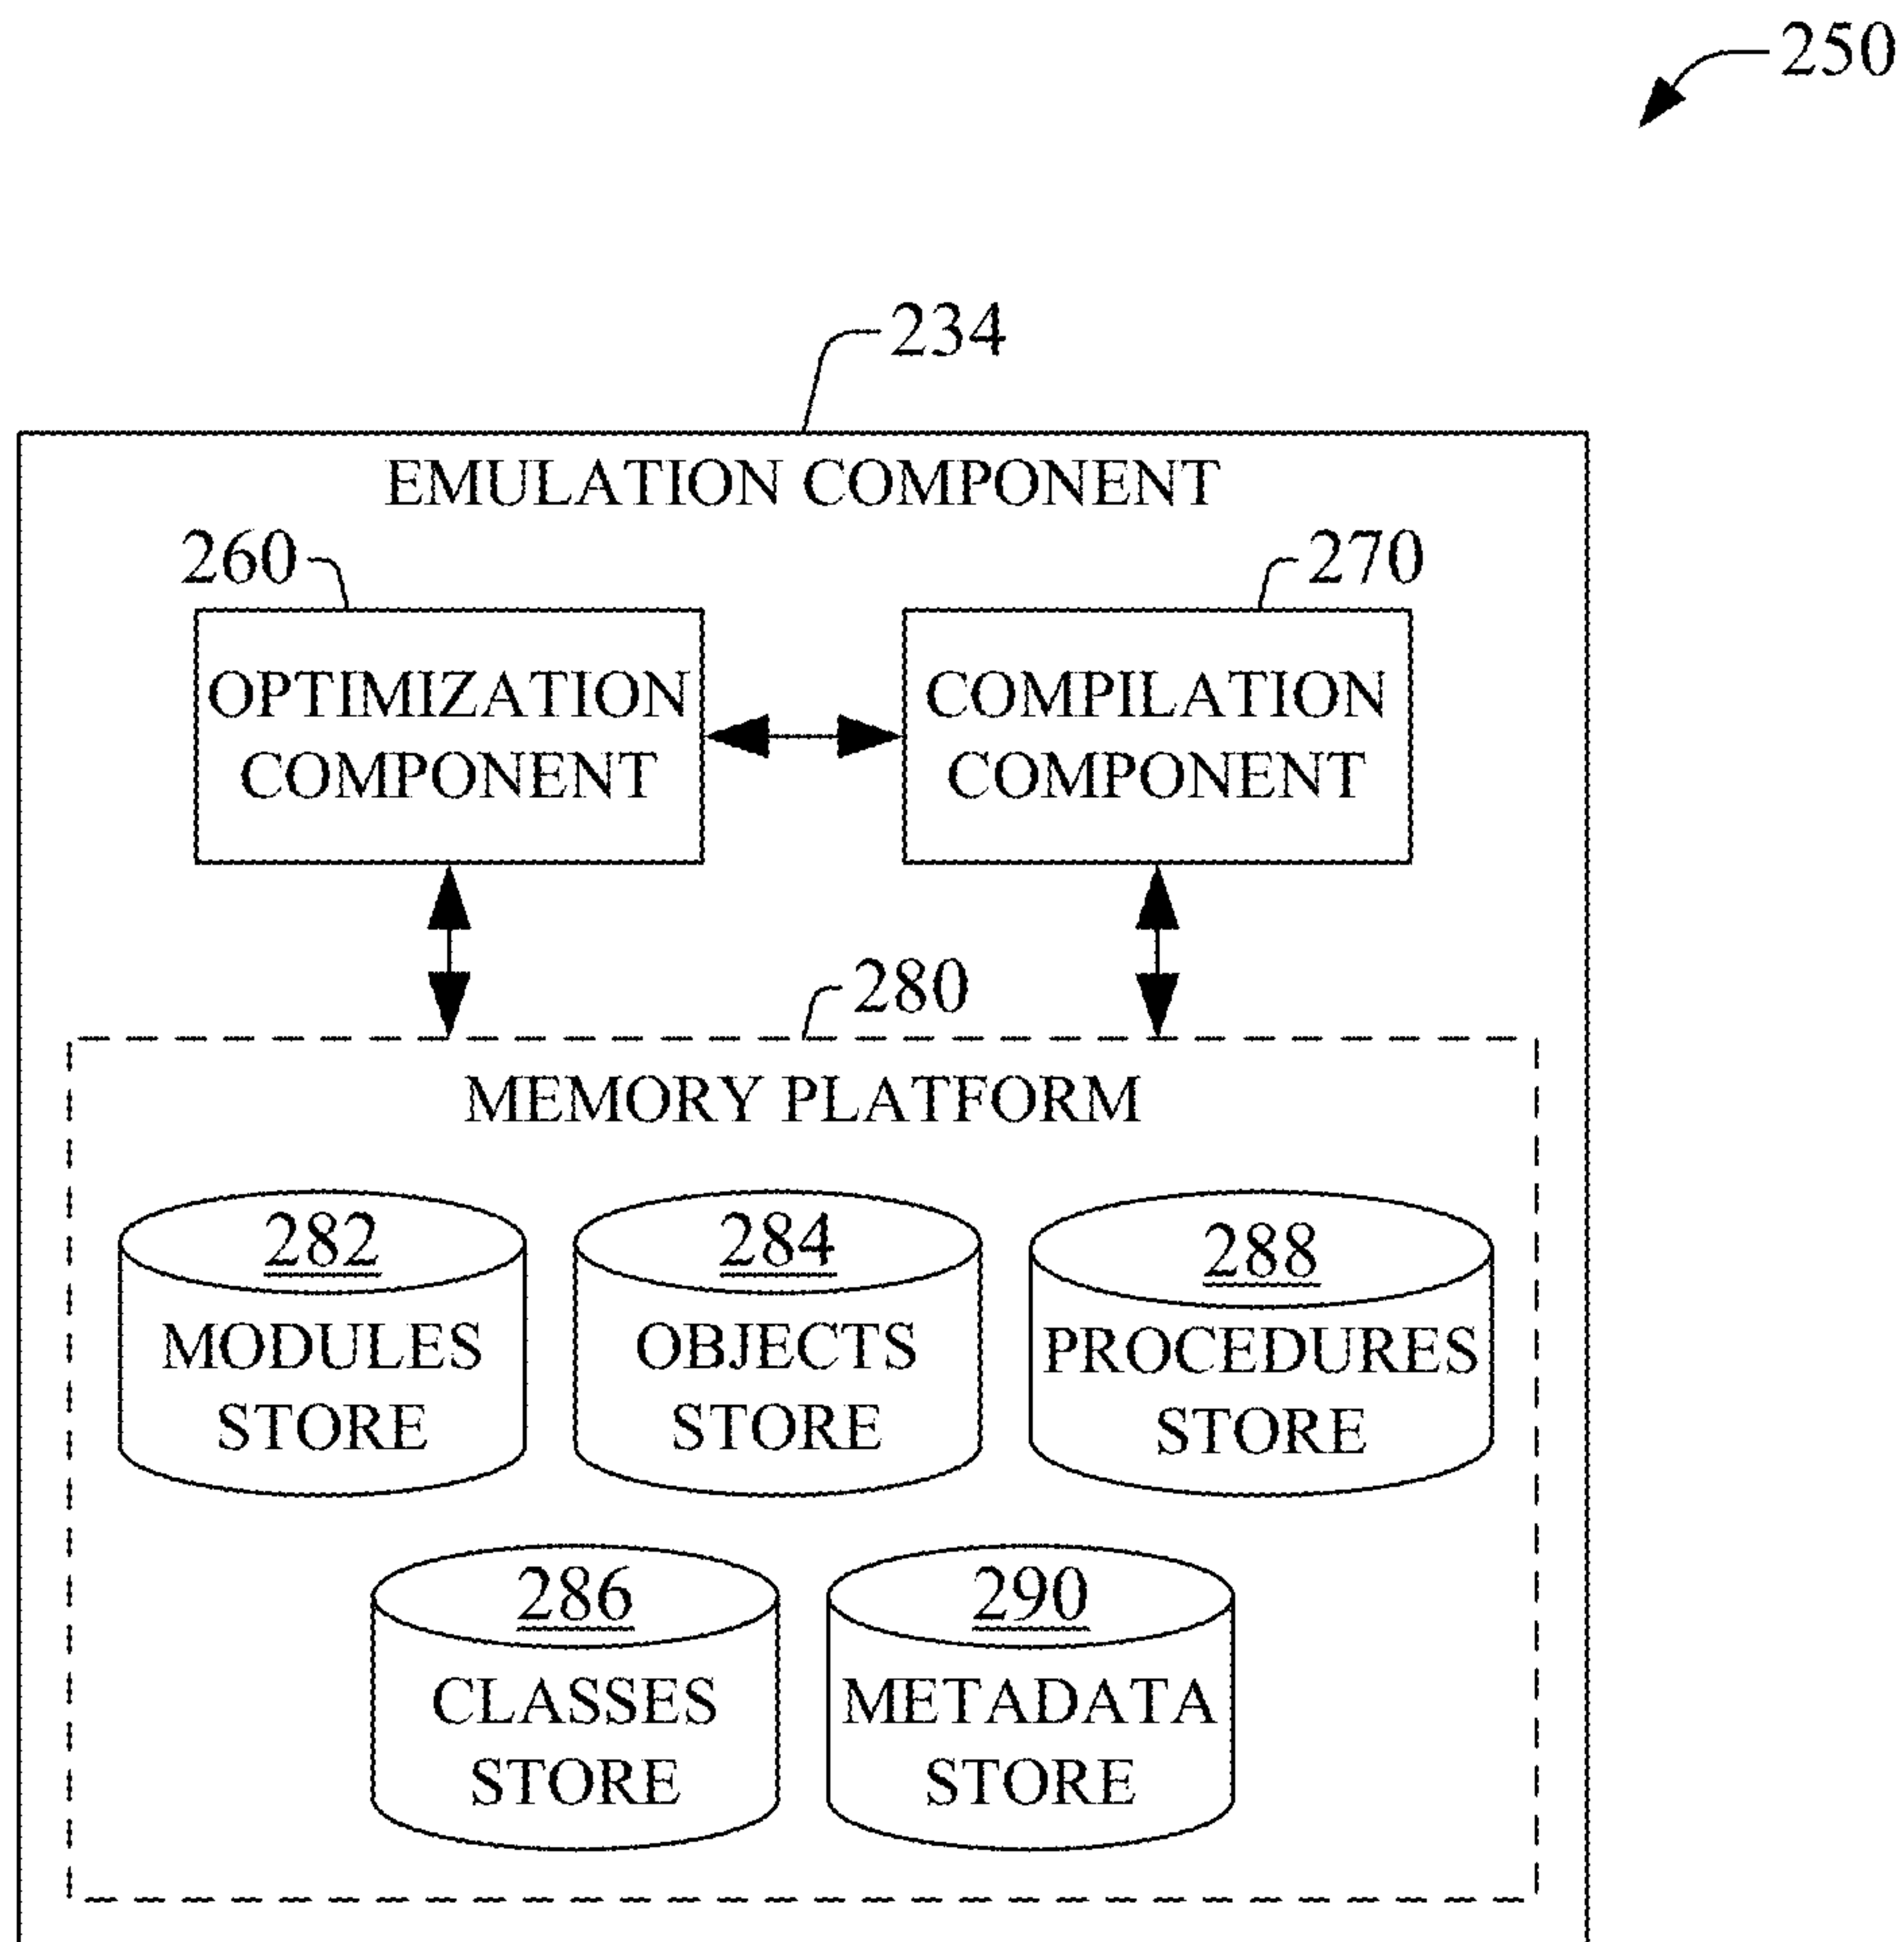 250
234
EMULATION COMPONENT
260
270
OPTIMIZATION
COMPONENT
COMPILATION
COMPONENT
280
MEMORY PLATFORM
282
MODULES
STORE
284
OBJECTS
STORE
288
PROCEDURES
STORE
286
CLASSES
STORE
290
METADATA
STORE